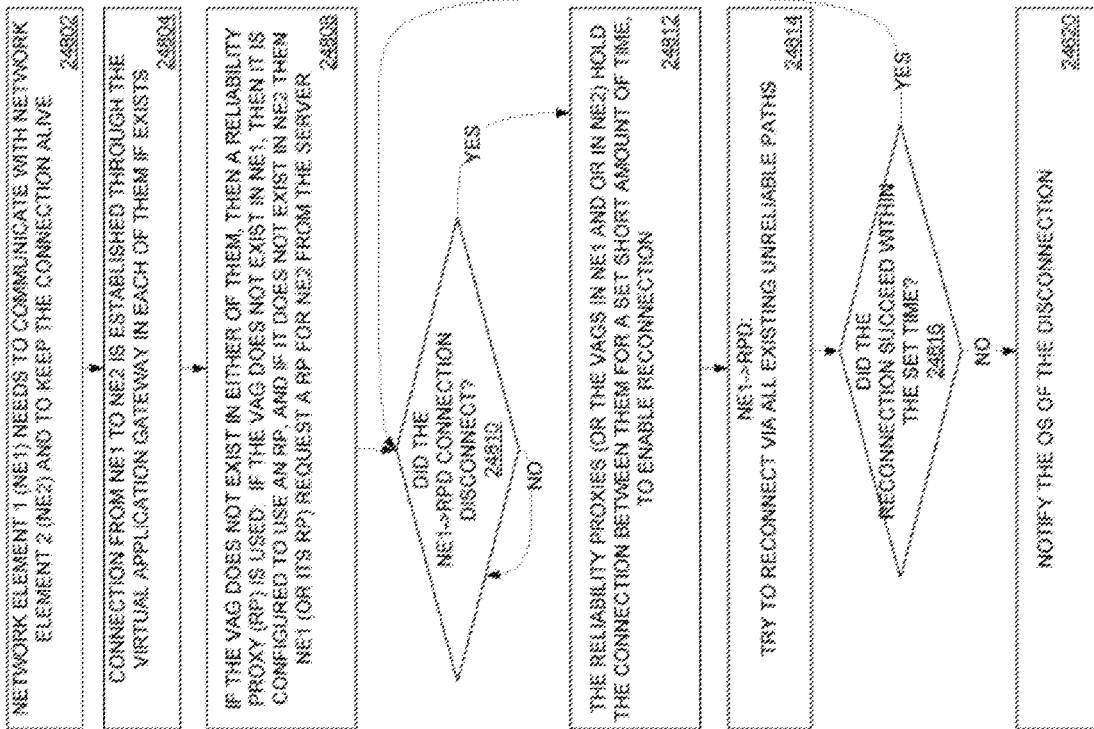 NETWORK ELEMENT 1 (NE1) NEEDS TO COMMUNICATE WITH NETWORK
ELEMENT 2 (NE2) AND TO KEEP THE CONNECTION ALIVE
24802
CONNECTION FROM NE1 TO NE2 IS ESTABLISHED THROUGH THE
VIRTUAL APPLICATION GATEWAY IN EACH OF THEM IF EXISTS
24804
IF THE VAG DOES NOT EXIST IN EITHER OF THEM, THEN A RELIABILITY
PROXY (RP) IS USED: IF THE VAG DOES NOT EXIST IN NE1, THEN IT IS
CONFIGURED TO USE AN RP, AND IF IT DOES NOT EXIST IN NE2 THEN
NE1 (OR ITS RP) REQUEST A RP FOR NE2 FROM THE SERVER
24808
DID THE
NE1->RPD CONNECTION
DISCONNECT?
24810
YES
NO
THE RELIABILITY PROXIES (OR THE VAGS IN NE1 AND OR IN NE2) HOLD
THE CONNECTION BETWEEN THEM FOR A SET SHORT AMOUNT OF TIME,
TO ENABLE RECONNECTION
24812
NE1->RPD:
TRY TO RECONNECT VIA ALL EXISTING UNRELIABLE PATHS
24814
DID THE
RECONNECTION SUCCEED WITHIN
THE SET TIME?
24816
YES
NO
NOTIFY THE OS OF THE DISCONNECTION
24820